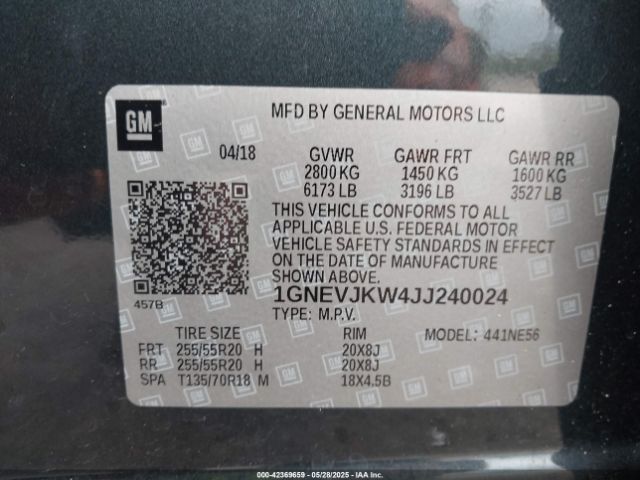 GM
MFD BY GENERAL MOTORS LLC
04/18 GVWR GAWR FRT GAWR RR
2800 KG 1450 KG 1600 KG
6173 LB 3196 LB 3527 LB
THIS VEHICLE CONFORMS TO ALL
APPLICABLE U.S. FEDERAL MOTOR
VEHICLE SAFETY STANDARDS IN EFFECT
ON THE DATE OF MANUFACTURE
SHOWN ABOVE.
457B
1GNEVJKW4JJ240024
TYPE: M.P.V.
TIRE SIZE RIM MODEL: 441NE56
FRT 255/55R20 H 20X8J
RR 255/55R20 H 20X8J
SPA T135/70R18 M 18X4.5B
000-42369659 | 05/28/2025 - IAA Inc.